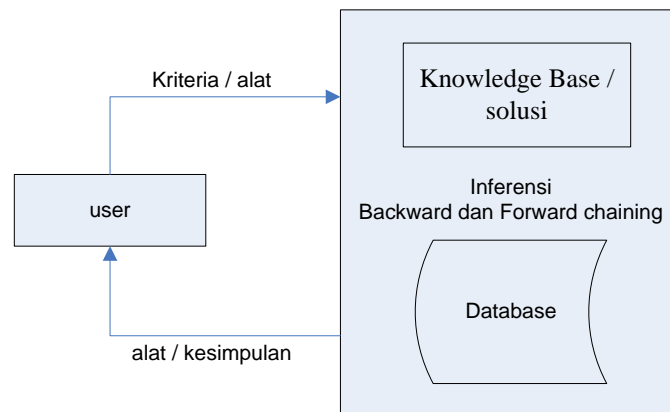 Kriteria / alat
Knowledge Base /
solusi
user
Inferensi
Backward dan Forward chaining
Database
alat / kesimpulan